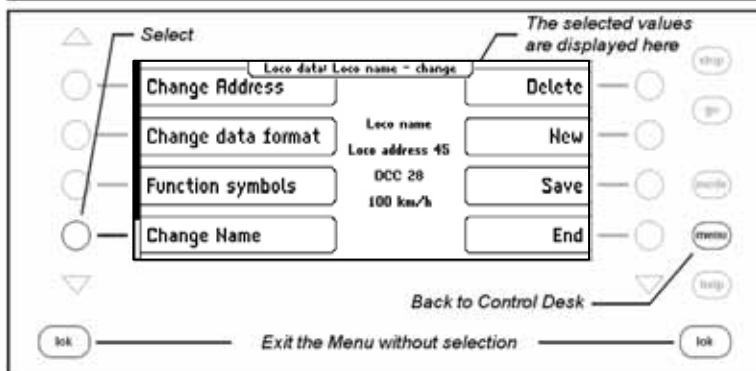 Select
The selected values
are displayed here
stop
Loco data: Loco name - change
Change Address
Delete
go
Change data format
Loco name
Loco address 45
New
Function symbols
DCC 28
100 km/h
Save
mode
Change Name
End
menu
help
Back to Control Desk
lok
Exit the Menu without selection
lok